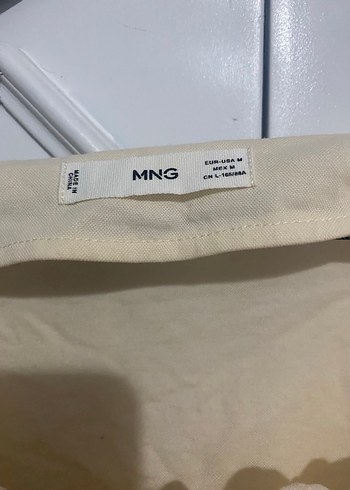 MADE IN
CHINA
MNG
EUR-USA M
MEX M
CN L-165/88A